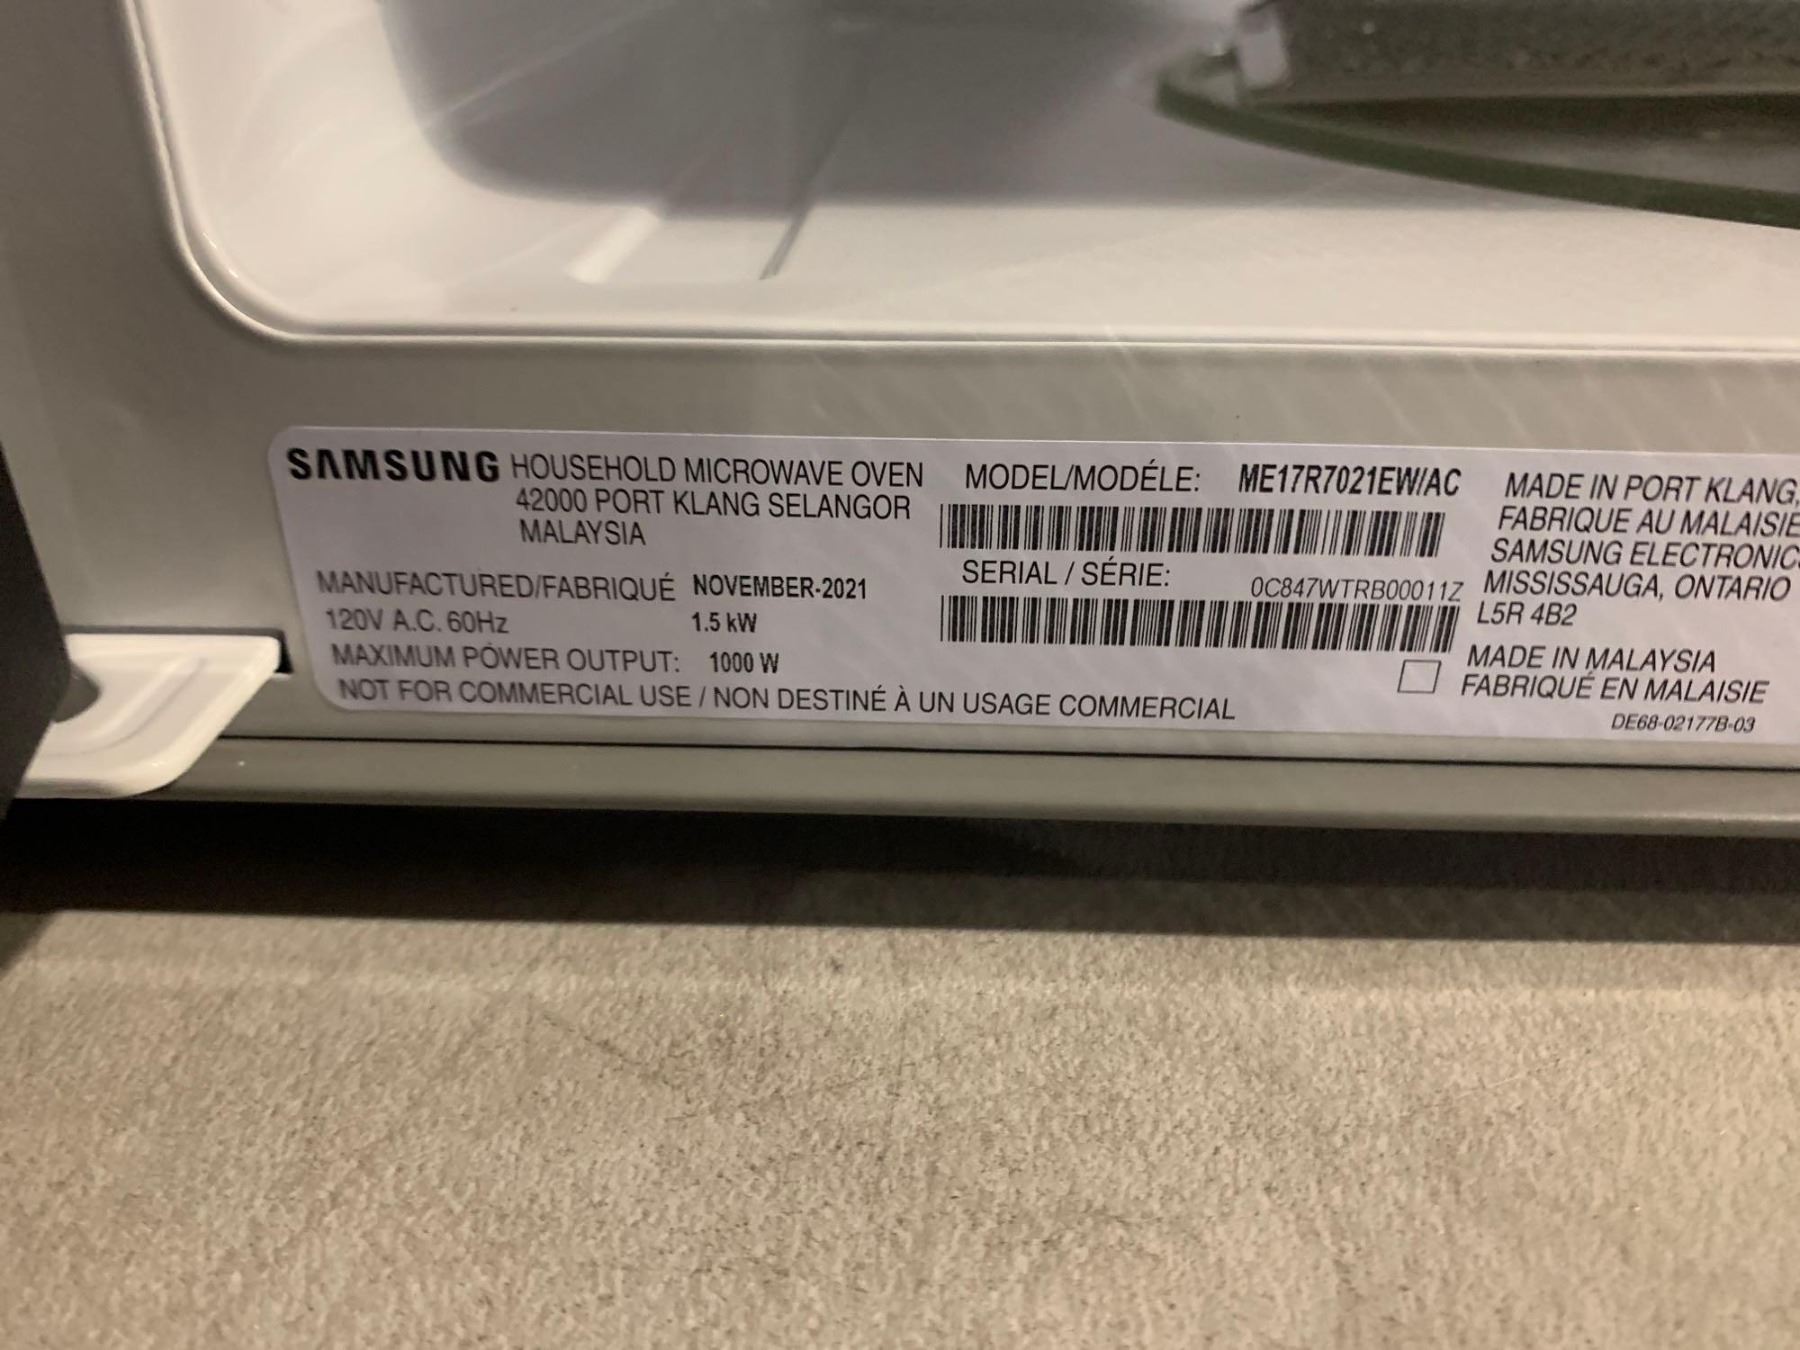 SAMSUNG HOUSEHOLD MICROWAVE OVEN
42000 PORT KLANG SELANGOR
MALAYSIA
MANUFACTURED/FABRIQUÉ NOVEMBER-2021
120V A.C. 60Hz 1.5 kW
MAXIMUM POWER OUTPUT: 1000 W
NOT FOR COMMERCIAL USE / NON DESTINÉ À UN USAGE COMMERCIAL
MODEL/MODÉLE: ME17R7021EW/AC
SERIAL / SÉRIE: 0C847WTRB00011Z
MADE IN PORT KLANG,
FABRIQUE AU MALAISIE
SAMSUNG ELECTRONICS
MISSISSAUGA, ONTARIO
L5R 4B2
MADE IN MALAYSIA
FABRIQUÉ EN MALAISIE
DE68-02177B-03